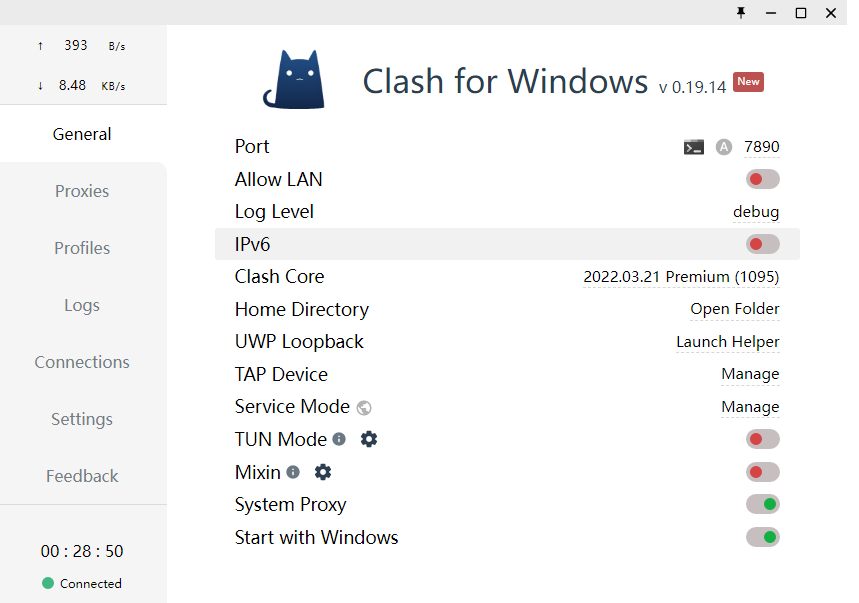 ↑ 393 B/s
↓ 8.48 KB/s
General
Proxies
Profiles
Logs
Connections
Settings
Feedback
00 : 28 : 50
Connected
Clash for Windows v 0.19.14 New
Port A 7890
Allow LAN
Log Level debug
IPv6
Clash Core 2022.03.21 Premium (1095)
Home Directory Open Folder
UWP Loopback Launch Helper
TAP Device Manage
Service Mode Manage
TUN Mode
Mixin
System Proxy
Start with Windows